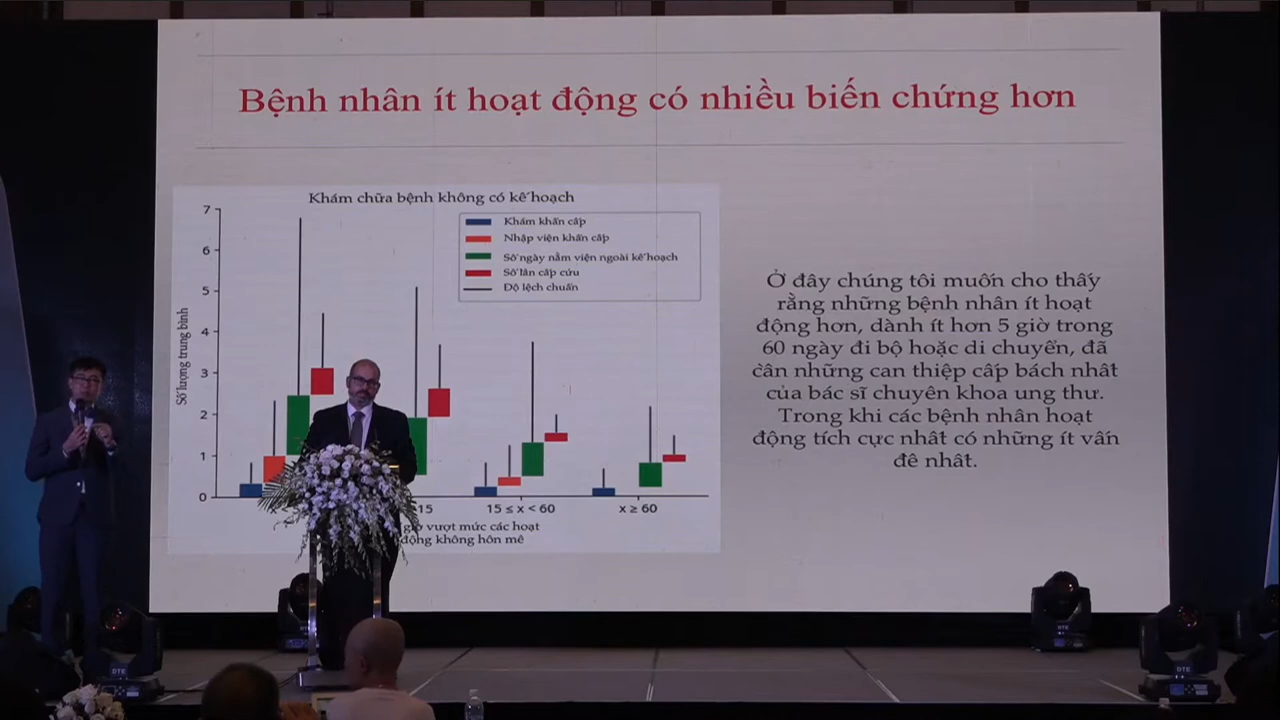 Bệnh nhân ít hoạt động có nhiều biến chứng hơn
Khám chữa bệnh không có kế hoạch
7
6
5
4
3
2
1
0
Số lượng trung bình
Khám khẩn cấp
Nhập viện khẩn cấp
Số ngày nằm viện ngoài kế hoạch
Số lần cấp cứu
Độ lệch chuẩn
15
15 ≤ x < 60
x ≥ 60
giờ vượt mức các hoạt
động không hôn mê
Ở đây chúng tôi muốn cho thấy
rằng những bệnh nhân ít hoạt
động hơn, dành ít hơn 5 giờ trong
60 ngày đi bộ hoặc di chuyển, đã
cần những can thiệp cấp bách nhất
của bác sĩ chuyên khoa ung thư.
Trong khi các bệnh nhân hoạt
động tích cực nhất có những ít vấn
đề nhất.
DTE
DTE
DTE